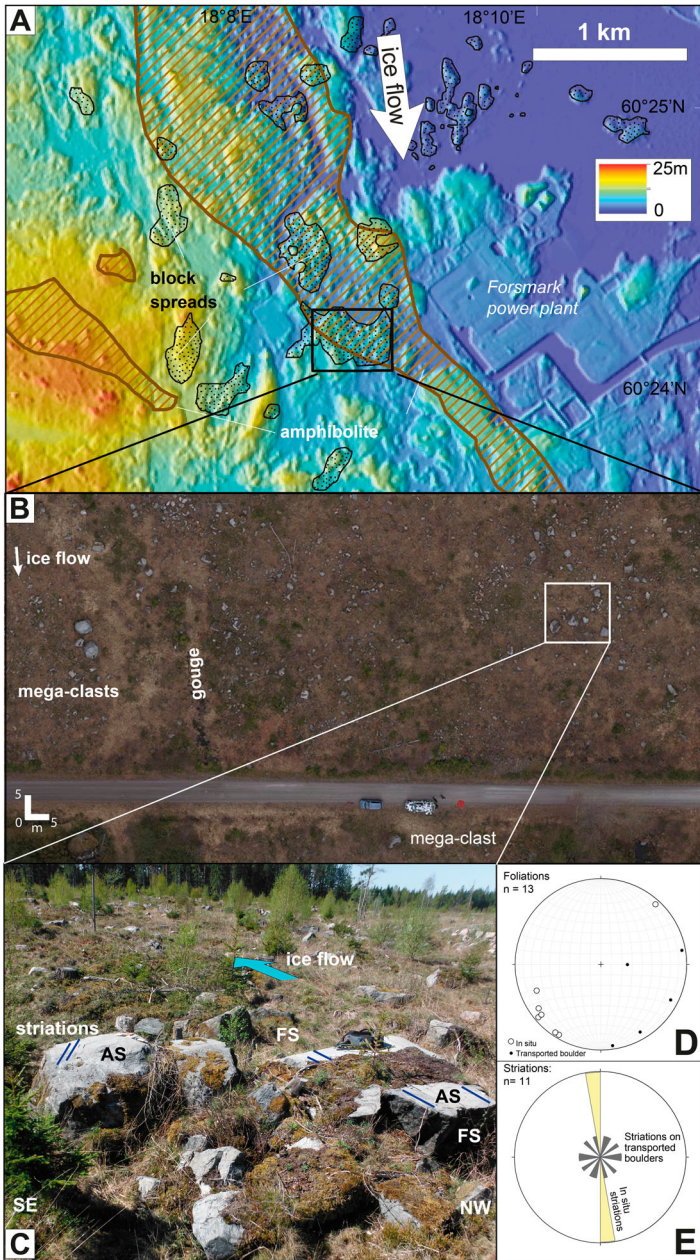 A
18°8'E
18°10'E
1 km
ice flow
60°25'N
25m
0
block
spreads
Forsmark
power plant
60°24'N
amphibolite
B
ice flow
mega-clasts
gouge
5
0 m 5
mega-clast
ice flow
striations
FS
AS
AS
FS
SE
NW
C
Foliations
n = 13
In situ
Transported boulder
D
Striations:
n= 11
Striations on
transported
boulders
In situ
striations
E